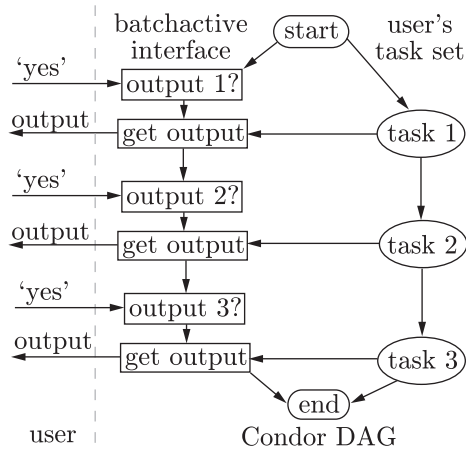 batchactive
interface
start
user's
task set
'yes'
output 1?
output
get output
task 1
'yes'
output 2?
output
get output
task 2
'yes'
output 3?
output
get output
task 3
end
user
Condor DAG